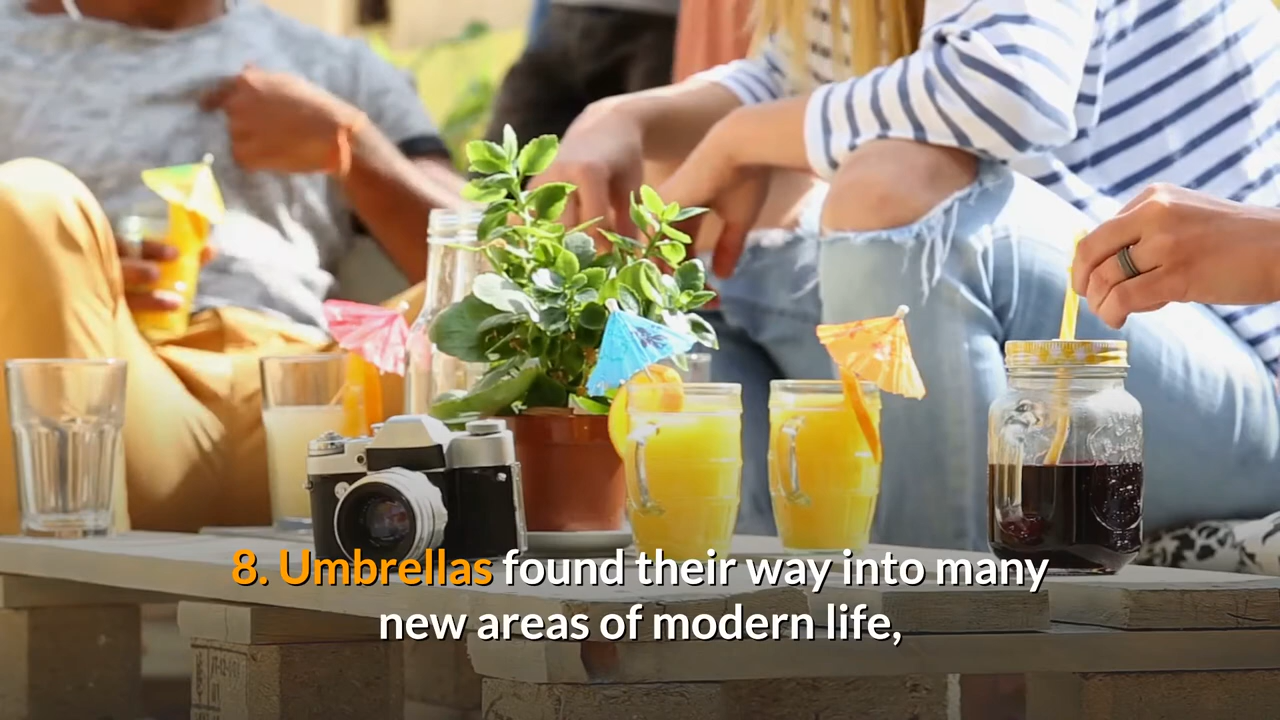 8. Umbrellas found their way into many
new areas of modern life,